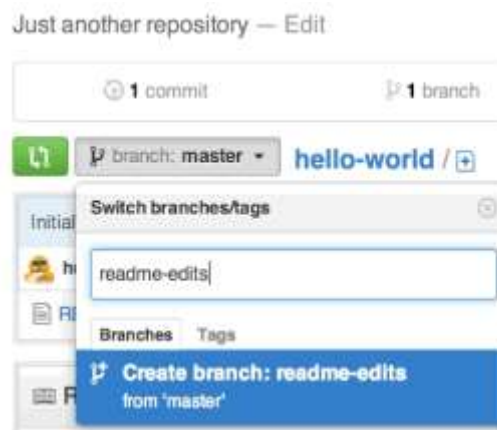 Just another repository — Edit
1 commit
1 branch
branch: master
hello-world /
Switch branches/tags
Initial
readme-edits
Branches Tags
Create branch: readme-edits
from 'master'